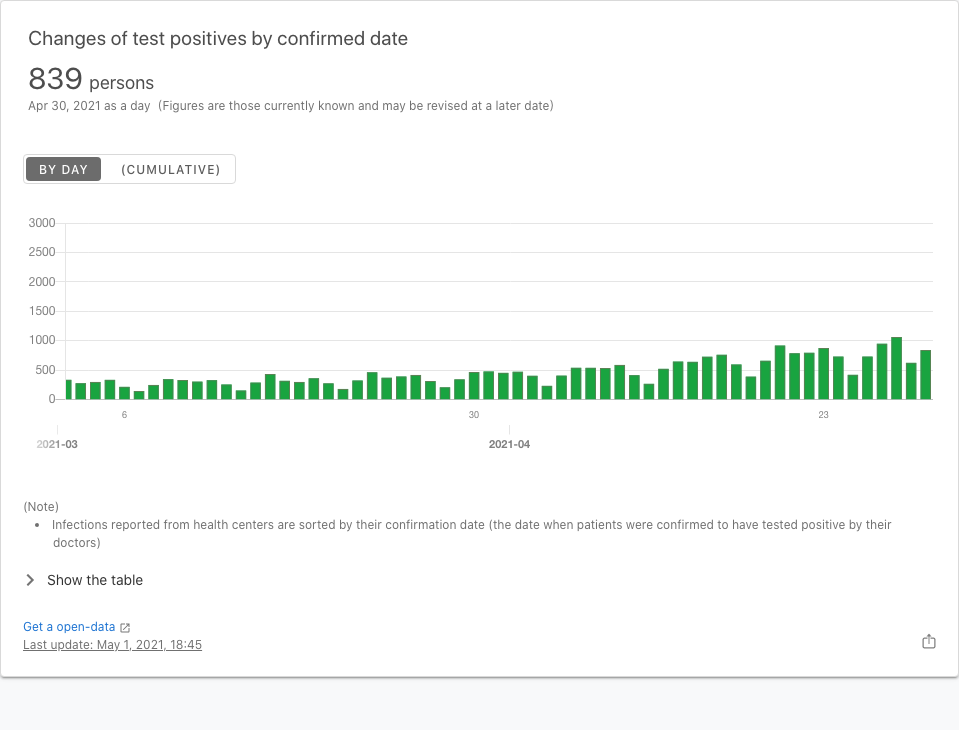 Changes of test positives by confirmed date
839 persons
Apr 30, 2021 as a day (Figures are those currently known and may be revised at a later date)
BY DAY (CUMULATIVE)
3000
2500
2000
1500
1000
500
0
6 30 23
2021-03 2021-04
(Note)
• Infections reported from health centers are sorted by their confirmation date (the date when patients were confirmed to have tested positive by their
doctors)
Show the table
Get a open-data
Last update: May 1, 2021, 18:45